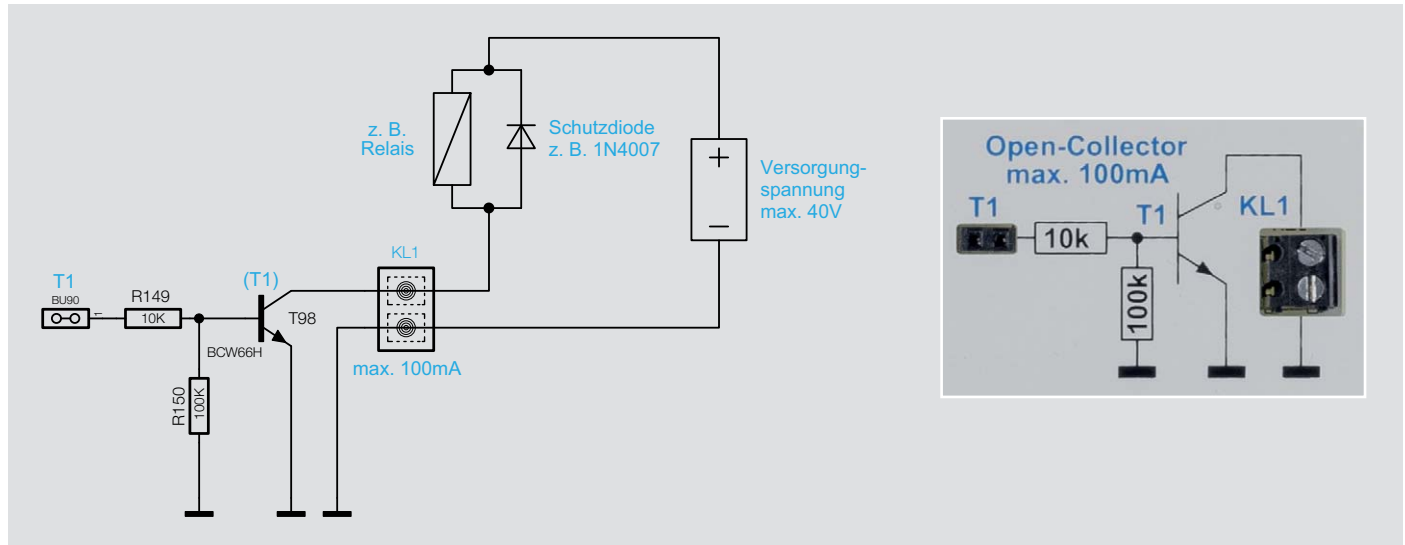 z. B.
Relais
Schutzdiode
z. B. 1N4007
+
−
Versorgung-
spannung
max. 40V
KL1
max. 100mA
T1
BU90
1
R149
10K
(T1)
T98
BCW66H
R150
100K
Open-Collector
max. 100mA
T1
10k
T1
KL1
100k